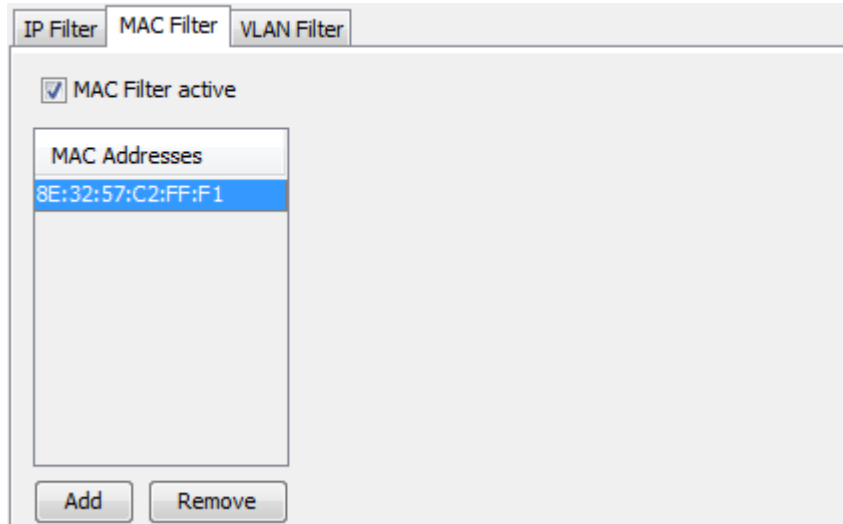 IP Filter MAC Filter VLAN Filter
MAC Filter active
MAC Addresses
8E:32:57:C2:FF:F1
Add Remove